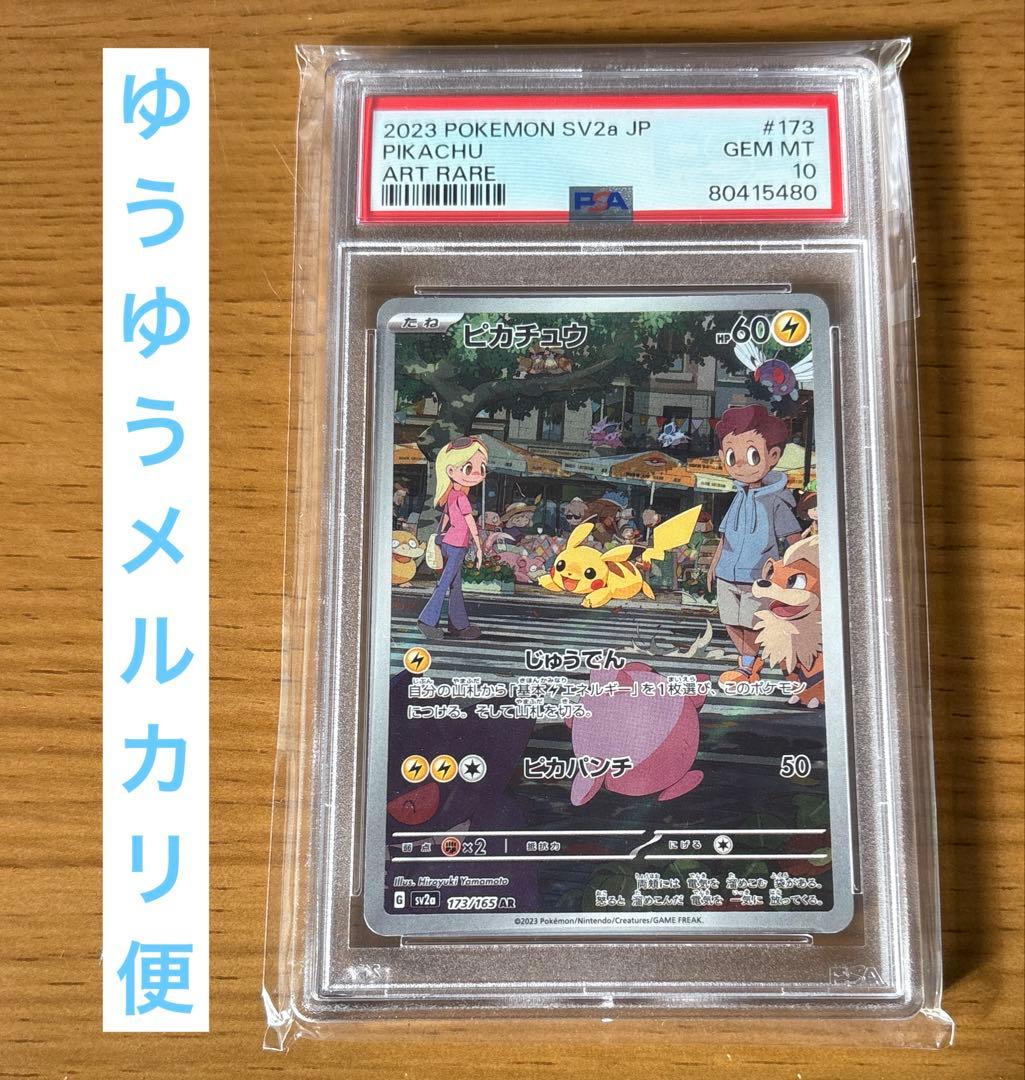 ゆうゆうメルカリ便
2023 POKEMON SV2a JP #173
PIKACHU GEM MT
ART RARE 10
PSA 80415480
たね ピカチュウ HP60
じゅうでん
自分の山札から「基本エネルギー」を1枚選び、このポケモン
につける。そして山札を切る。
ピカパンチ 50
弱点 ×2 抵抗力 にげる
Illus. Hirayuki Yamamoto
両頬には 電気を 溜めこむ 袋がある。
怒ると 溜めこんだ 電気を 一気に 放ってくる。
G sv2a 173/165 AR
©2023 Pokémon/Nintendo/Creatures/GAME FREAK.
PSA